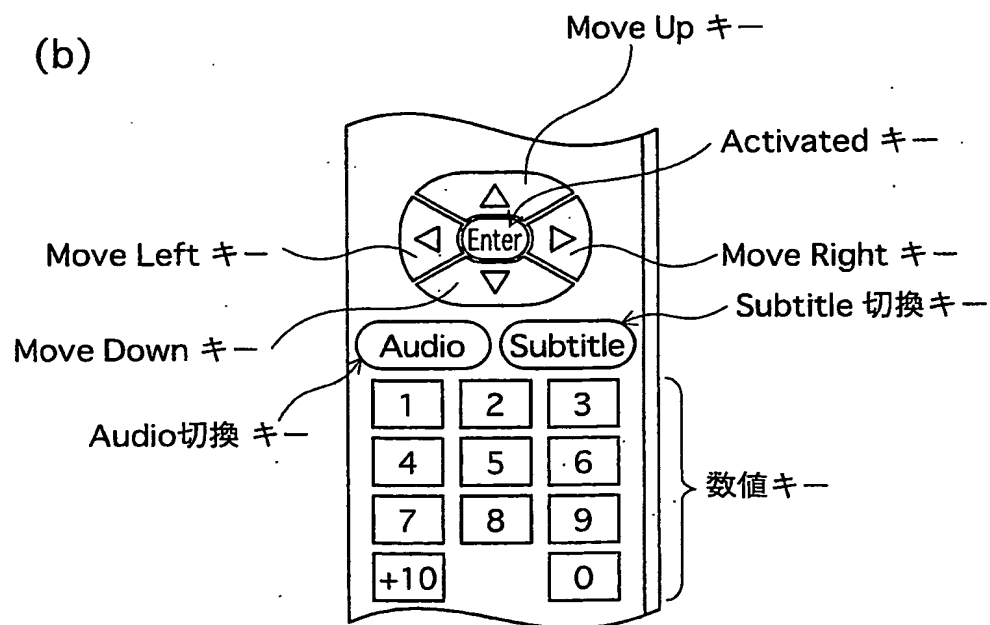 (b)
Move Up キー
Activated キー
Enter
Move Left キー
Move Right キー
Subtitle 切換キー
Move Down キー
Audio
Subtitle
Audio切換 キー
1 2 3
4 5 6
7 8 9
+10 0
数値キー